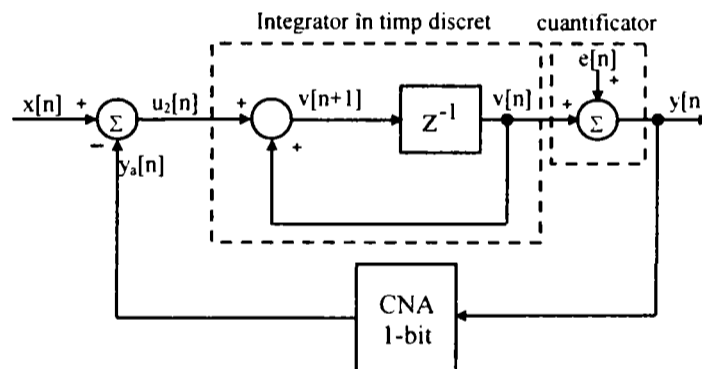 Integrator în timp discret
cuantificator
e[n]
+
x[n]
+
Σ
−
u₂[n]
+
+
v[n+1]
Z⁻¹
v[n]
+
Σ
y[n
yₐ[n]
CNA
1-bit